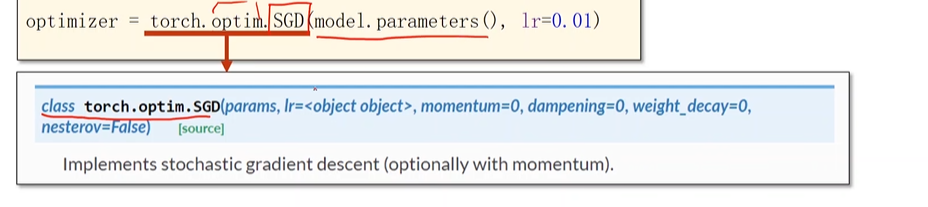 optimizer = torch.optim.SGD(model.parameters(), lr=0.01)
class torch.optim.SGD(params, lr=<object object>, momentum=0, dampening=0, weight_decay=0,
nesterov=False) [source]
Implements stochastic gradient descent (optionally with momentum).